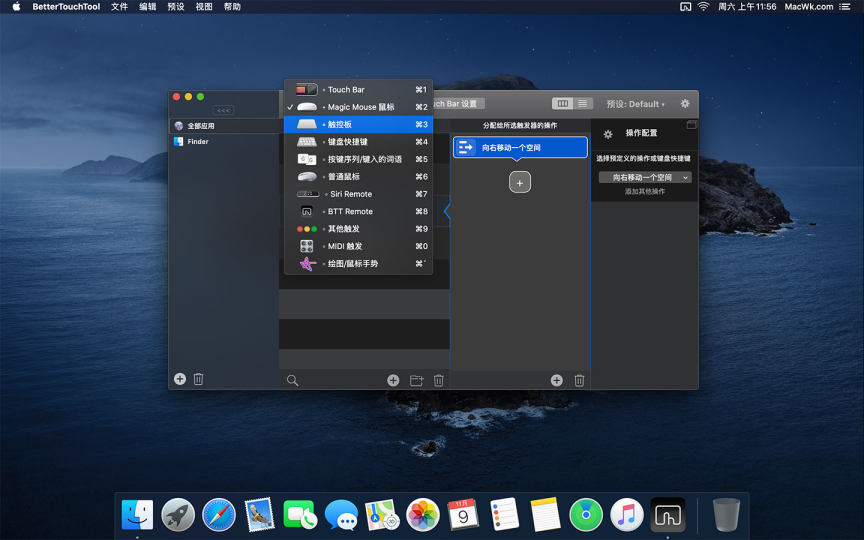 BetterTouchTool 文件 编辑 预设 视图 帮助 周六 上午11:56 MacWk.com
<<<
ch Bar 设置 预设: Default
全部应用
Finder
Touch Bar ⌘1
✓ Magic Mouse 鼠标 ⌘2
触控板 ⌘3
键盘快捷键 ⌘4
按键序列/键入的词语 ⌘5
普通鼠标 ⌘6
Siri Remote ⌘7
BTT Remote ⌘8
其他触发 ⌘9
MIDI 触发 ⌘0
绘图/鼠标手势
分配给所选触发器的操作
向右移动一个空间
+
操作配置
选择预定义的操作或键盘快捷键
向右移动一个空间
添加其他操作
11月
9